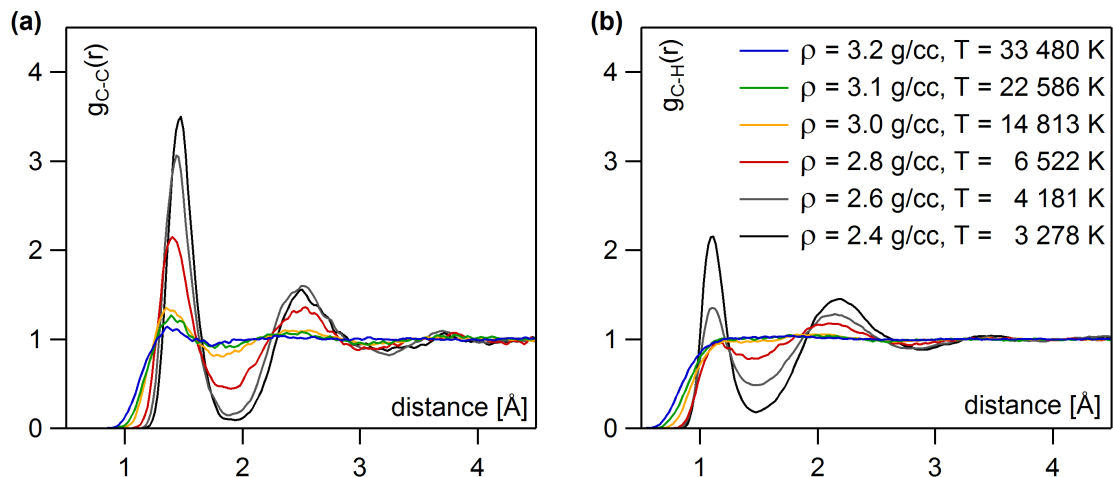 (a)
g_C-C(r)
4
3
2
1
0
distance [Å]
1 2 3 4
(b)
g_C-H(r)
ρ = 3.2 g/cc, T = 33 480 K
ρ = 3.1 g/cc, T = 22 586 K
ρ = 3.0 g/cc, T = 14 813 K
ρ = 2.8 g/cc, T = 6 522 K
ρ = 2.6 g/cc, T = 4 181 K
ρ = 2.4 g/cc, T = 3 278 K
4
3
2
1
0
distance [Å]
1 2 3 4